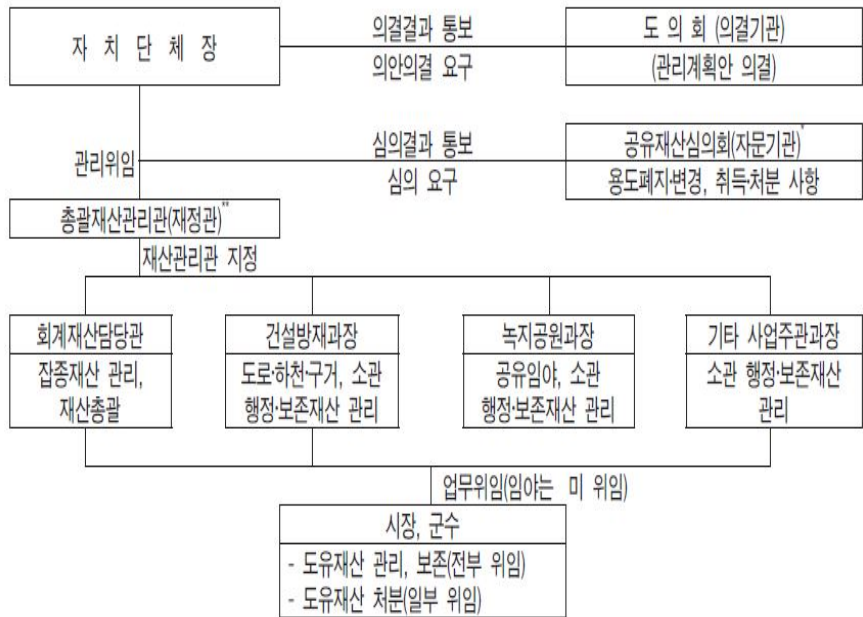 자 치 단 체 장
의결결과 통보
의안의결 요구
도 의 회 (의결기관)
(관리계획안 의결)
관리위임
심의결과 통보
심의 요구
공유재산심의회(자문기관)*
용도폐지·변경, 취득·처분 사항
총괄재산관리관(재정관)**
재산관리관 지정
회계재산담당관
잡종재산 관리,
재산총괄
건설방재과장
도로·하천·구거, 소관
행정·보존재산 관리
녹지공원과장
공유임야, 소관
행정·보존재산 관리
기타 사업주관과장
소관 행정·보존재산
관리
업무위임(임야는 미 위임)
시장, 군수
- 도유재산 관리, 보존(전부 위임)
- 도유재산 처분(일부 위임)